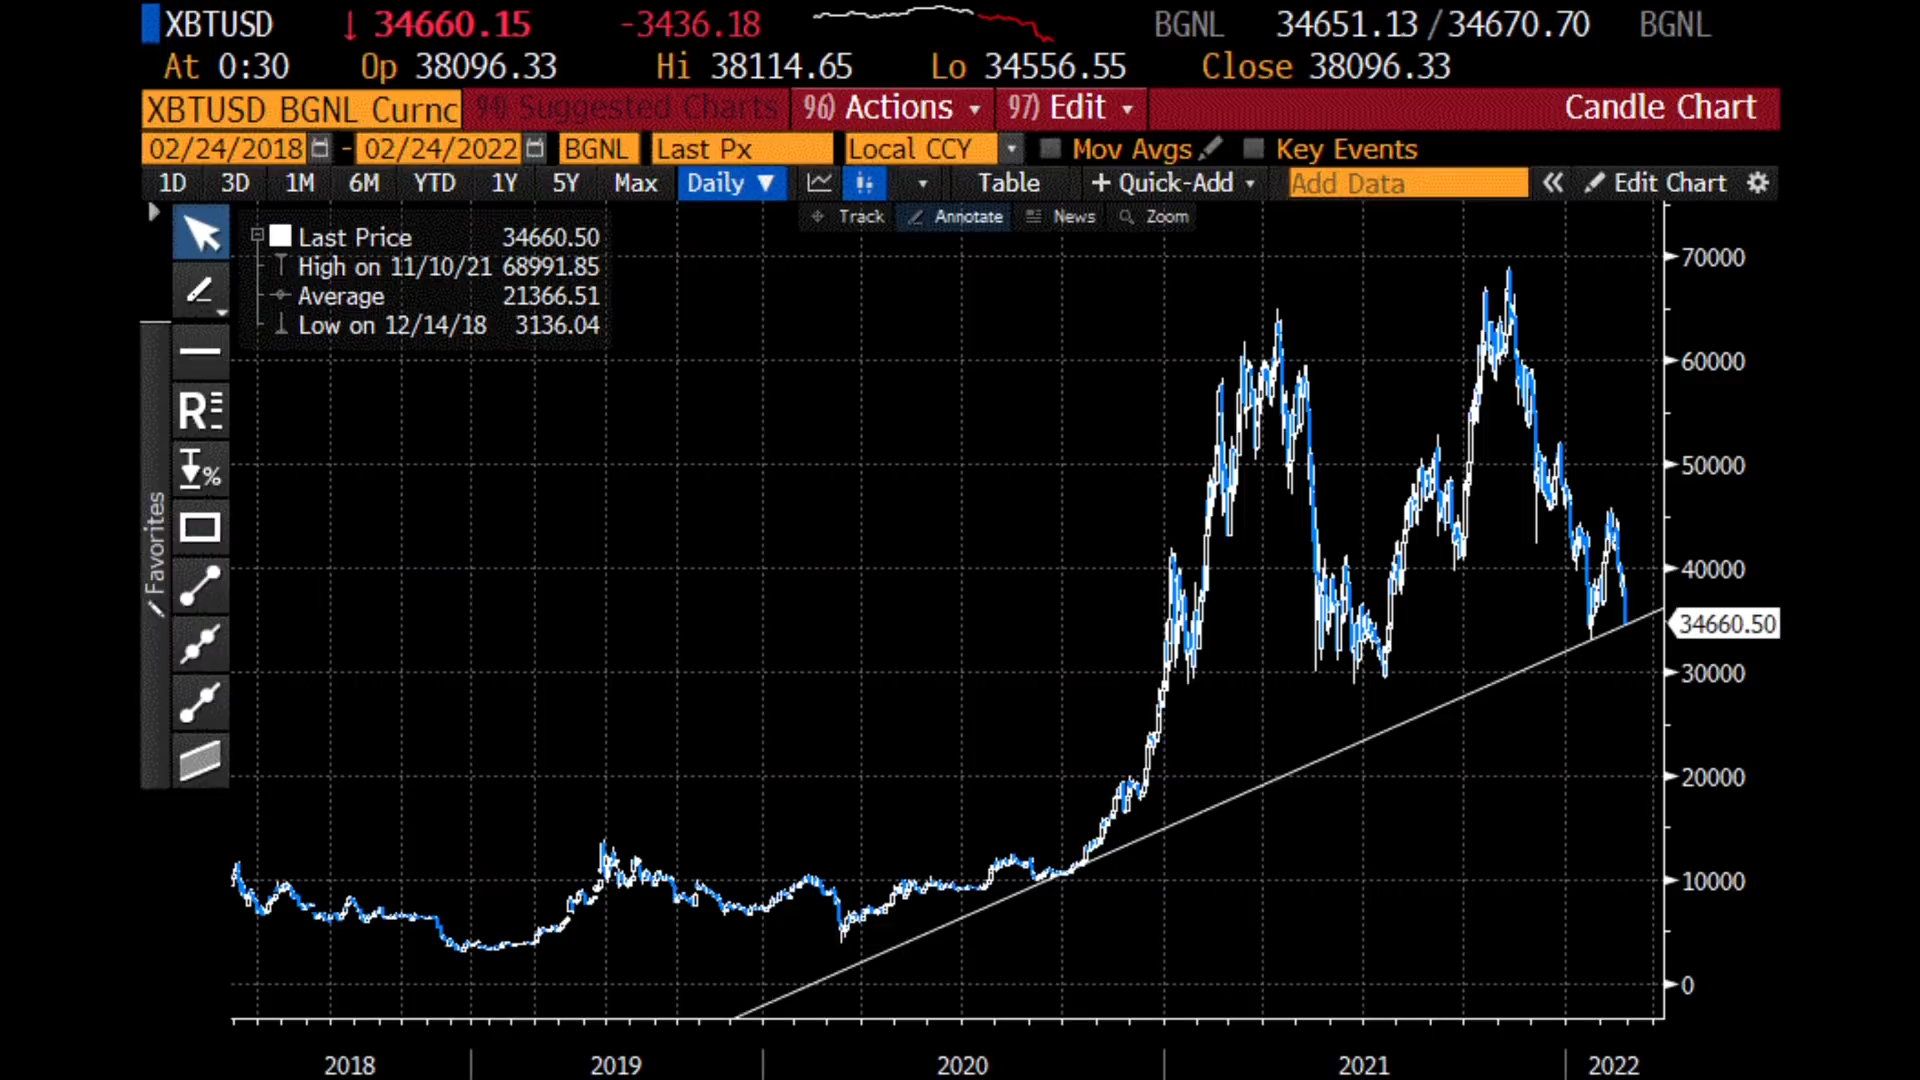 XBTUSD ↓ 34660.15 -3436.18 BGNL 34651.13 / 34670.70 BGNL
At 0:30 Op 38096.33 Hi 38114.65 Lo 34556.55 Close 38096.33
XBTUSD BGNL Curnc 94) Suggested Charts 96) Actions 97) Edit Candle Chart
02/24/2018 - 02/24/2022 BGNL Last Px Local CCY Mov Avgs Key Events
1D 3D 1M 6M YTD 1Y 5Y Max Daily ▼ Table + Quick-Add Add Data « Edit Chart
Track Annotate News Zoom
Last Price 34660.50
High on 11/10/21 68991.85
Average 21366.51
Low on 12/14/18 3136.04
R
%
Favorites
70000
60000
50000
40000
34660.50
30000
20000
10000
0
2018 2019 2020 2021 2022